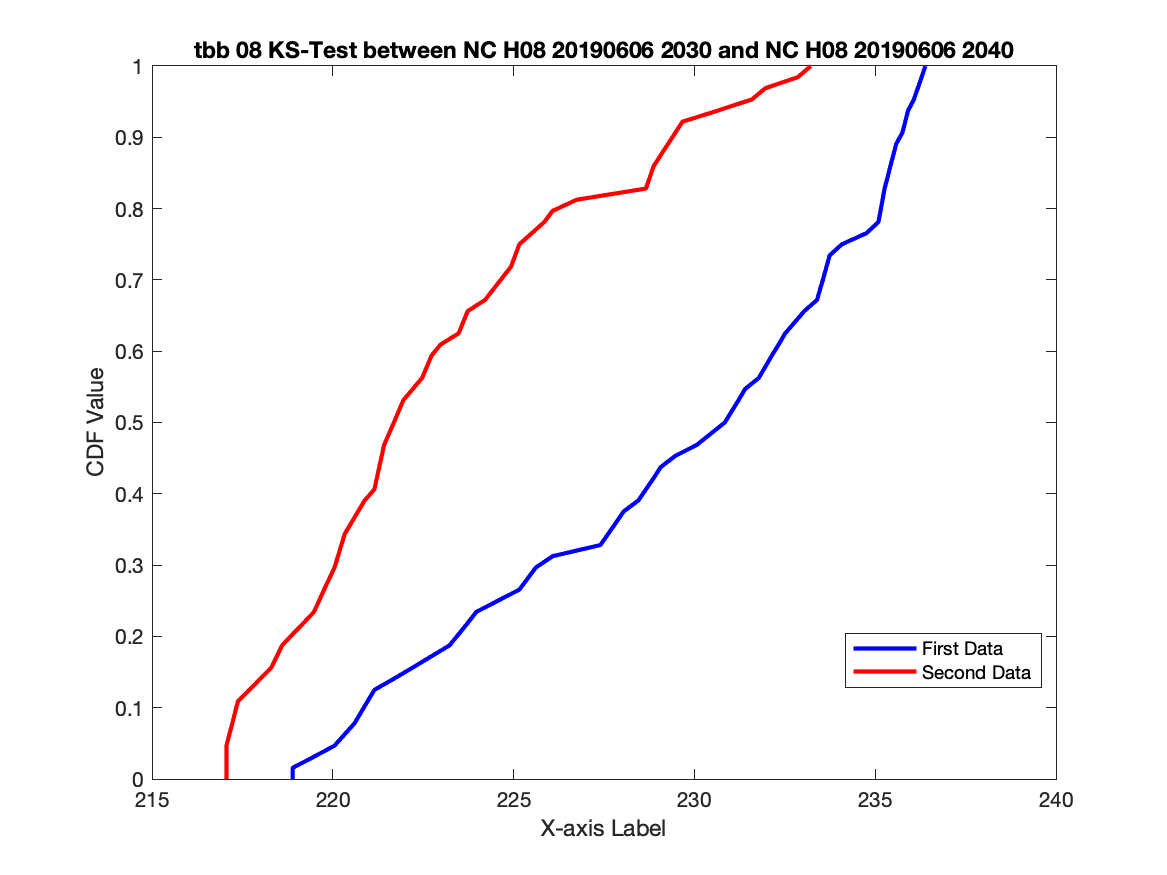 tbb 08 KS-Test between NC H08 20190606 2030 and NC H08 20190606 2040
1
0.9
0.8
0.7
0.6
0.5
0.4
0.3
0.2
0.1
0
CDF Value
First Data
Second Data
215 220 225 230 235 240
X-axis Label